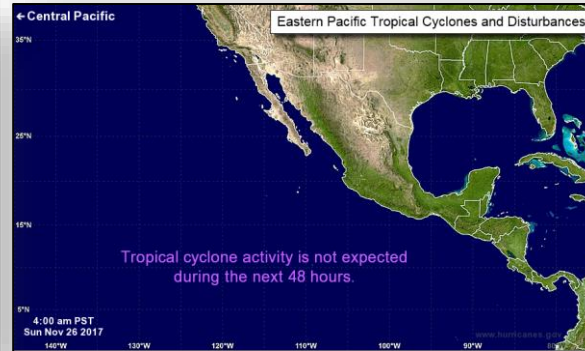 ←Central Pacific
Eastern Pacific Tropical Cyclones and Disturbances
35°N
25°N
15°N
5°N
Tropical cyclone activity is not expected
during the next 48 hours.
4:00 am PST
Sun Nov 26 2017
www.hurricanes.gov
140°W
130°W
120°W
110°W
100°W
90°W